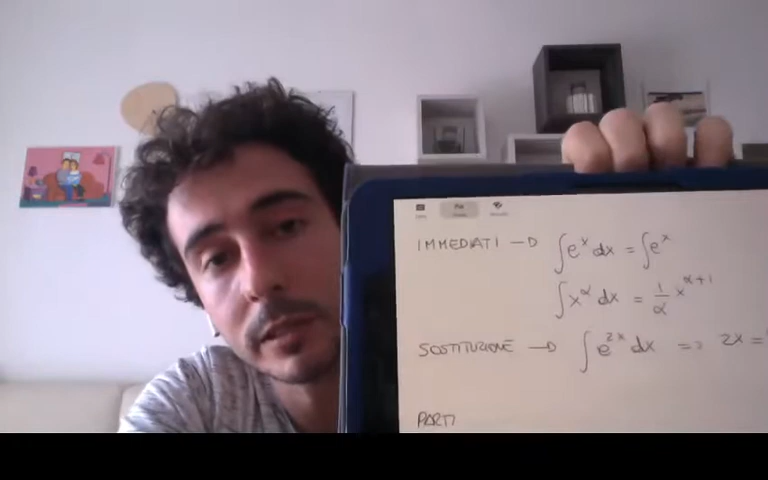 IMMEDIATI → ∫e^x dx = ∫e^x
∫x^α dx = 1/α x^(α+1)
SOSTITUZIONE → ∫e^(2x) dx => 2x =
PARTI